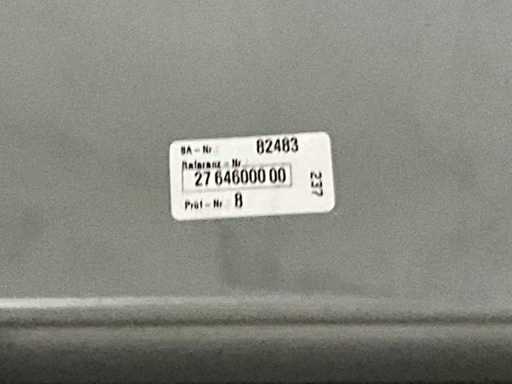 BA-Nr. 82483
Referenz-Nr.
27 646000 00
Prüf-Nr. 8
237